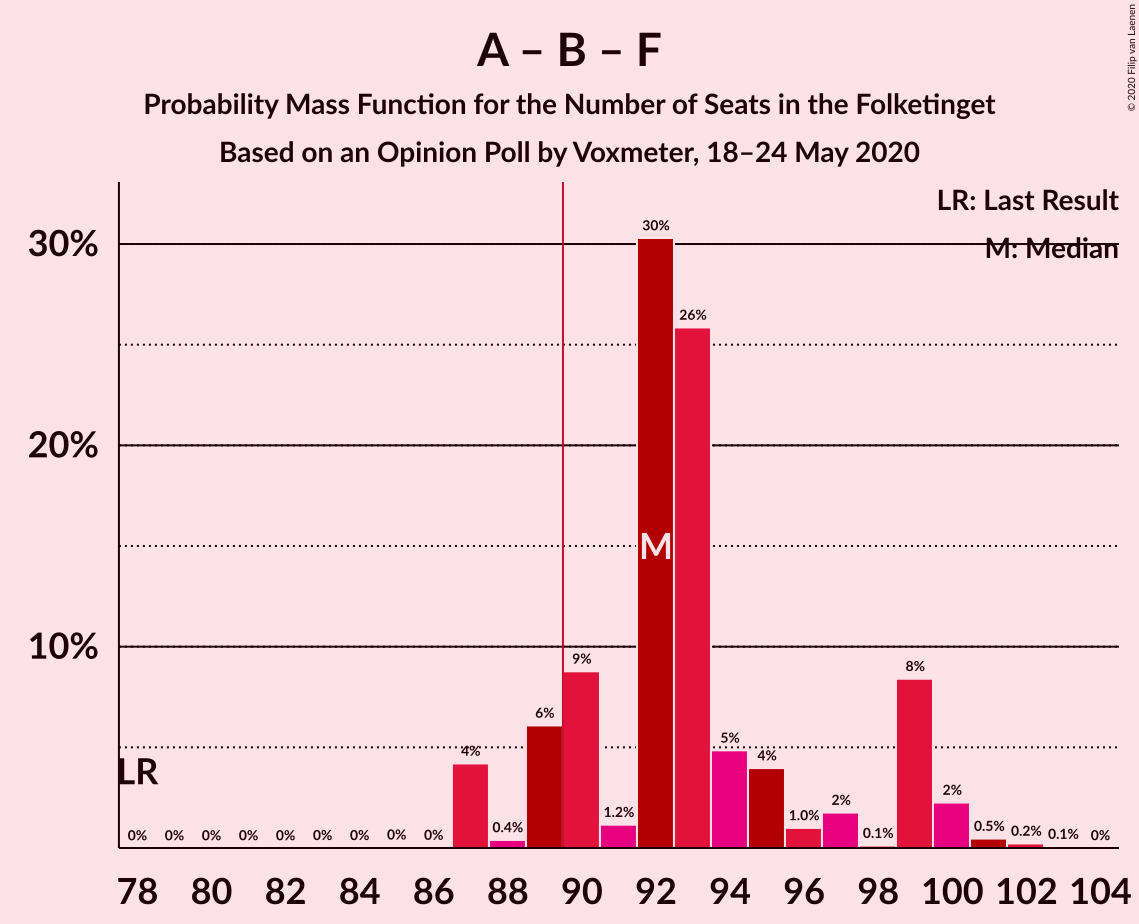 A – B – F
Probability Mass Function for the Number of Seats in the Folketinget
Based on an Opinion Poll by Voxmeter, 18–24 May 2020
© 2020 Filip van Laenen
LR: Last Result
M: Median
30%
20%
10%
LR
M
0% 0% 0% 0% 0% 0% 0% 0% 0% 4% 0.4% 6% 9% 1.2% 30% 26% 5% 4% 1.0% 2% 0.1% 8% 2% 0.5% 0.2% 0.1% 0%
78 80 82 84 86 88 90 92 94 96 98 100 102 104